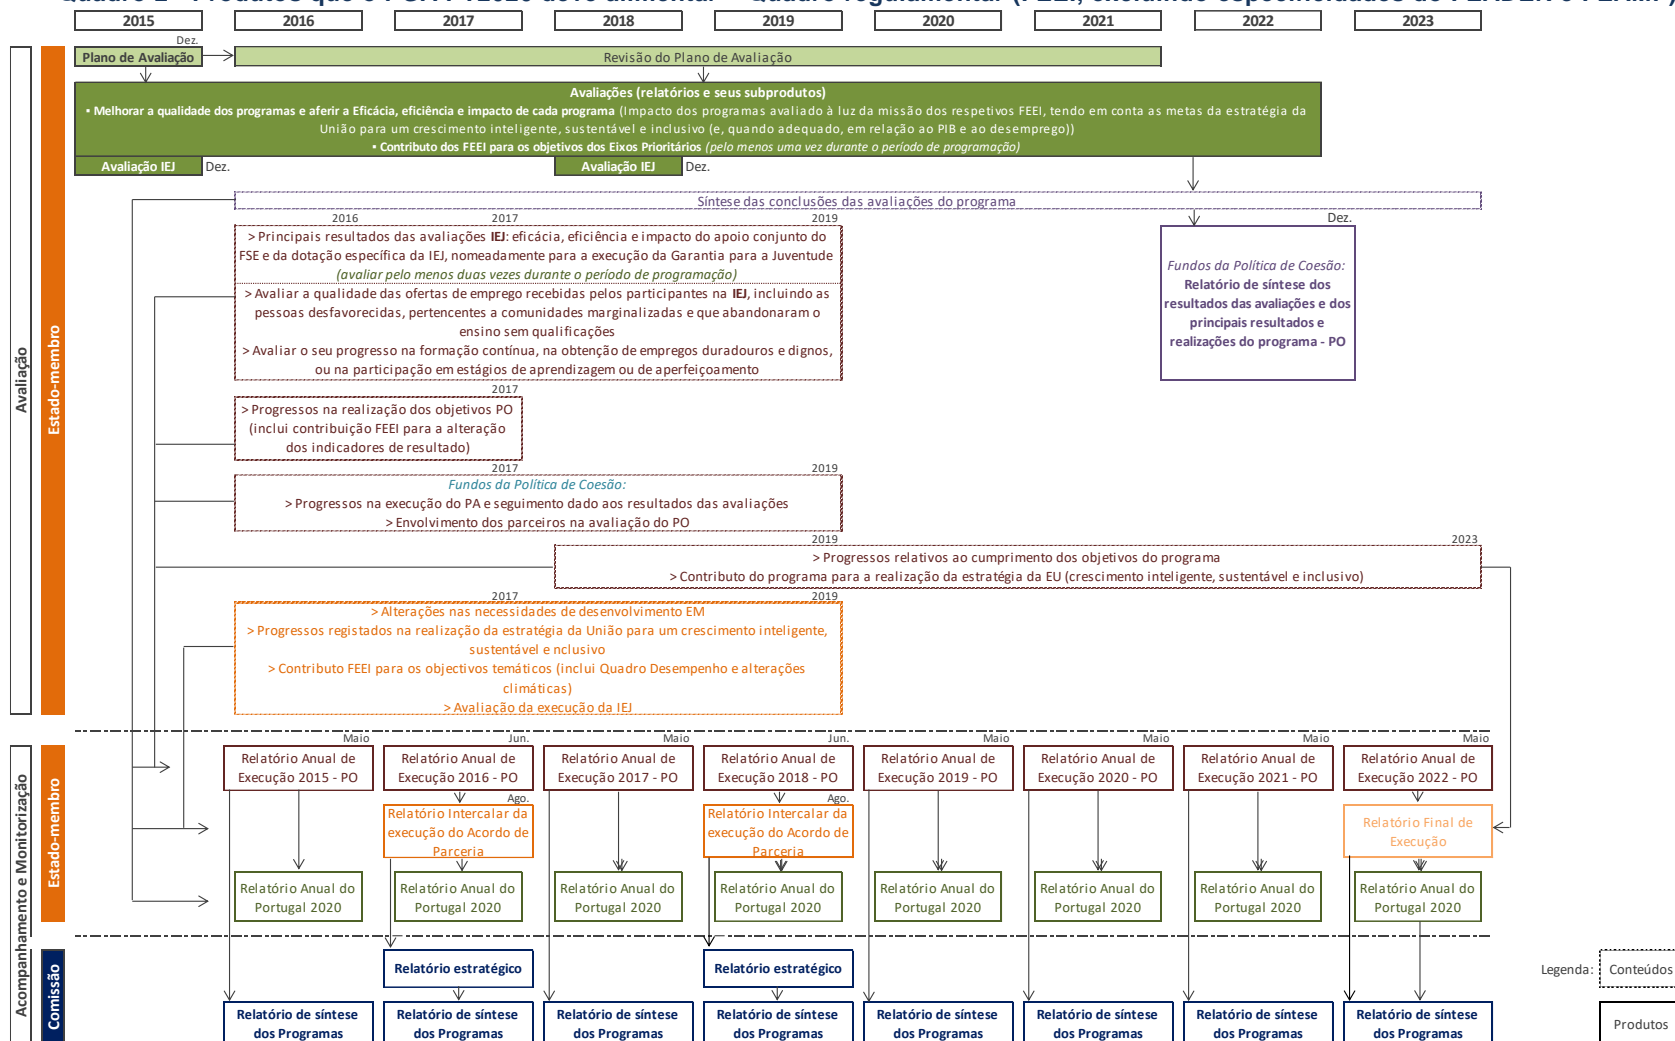 2015 2016 2017 2018 2019 2020 2021 2022 2023
Dez.
Plano de Avaliação
Revisão do Plano de Avaliação
Avaliações (relatórios e seus subprodutos)
▪ Melhorar a qualidade dos programas e aferir a Eficácia, eficiência e impacto de cada programa (Impacto dos programas avaliado à luz da missão dos respetivos FEEI, tendo em conta as metas da estratégia da
União para um crescimento inteligente, sustentável e inclusivo (e, quando adequado, em relação ao PIB e ao desemprego))
▪ Contributo dos FEEI para os objetivos dos Eixos Prioritários (pelo menos uma vez durante o período de programação)
Avaliação IEJ Dez. Avaliação IEJ Dez.
Síntese das conclusões das avaliações do programa
2016 2017 2019 Dez.
> Principais resultados das avaliações IEJ: eficácia, eficiência e impacto do apoio conjunto do
FSE e da dotação específica da IEJ, nomeadamente para a execução da Garantia para a Juventude
(avaliar pelo menos duas vezes durante o período de programação)
> Avaliar a qualidade das ofertas de emprego recebidas pelos participantes na IEJ, incluindo as
pessoas desfavorecidas, pertencentes a comunidades marginalizadas e que abandonaram o
ensino sem qualificações
> Avaliar o seu progresso na formação contínua, na obtenção de empregos duradouros e dignos,
ou na participação em estágios de aprendizagem ou de aperfeiçoamento
Fundos da Política de Coesão:
Relatório de síntese dos
resultados das avaliações e dos
principais resultados e
realizações do programa - PO
2017
> Progressos na realização dos objetivos PO
(inclui contribuição FEEI para a alteração
dos indicadores de resultado)
2017 2019
Fundos da Política de Coesão:
> Progressos na execução do PA e seguimento dado aos resultados das avaliações
> Envolvimento dos parceiros na avaliação do PO
2019 2023
> Progressos relativos ao cumprimento dos objetivos do programa
> Contributo do programa para a realização da estratégia da EU (crescimento inteligente, sustentável e inclusivo)
2017 2019
> Alterações nas necessidades de desenvolvimento EM
> Progressos registados na realização da estratégia da União para um crescimento inteligente,
sustentável e nclusivo
> Contributo FEEI para os objectivos temáticos (inclui Quadro Desempenho e alterações
climáticas)
> Avaliação da execução da IEJ
Avaliação
Estado-membro
Maio Jun. Maio Jun. Maio Maio Maio Maio
Relatório Anual de Relatório Anual de Relatório Anual de Relatório Anual de Relatório Anual de Relatório Anual de Relatório Anual de Relatório Anual de
Execução 2015 - PO Execução 2016 - PO Execução 2017 - PO Execução 2018 - PO Execução 2019 - PO Execução 2020 - PO Execução 2021 - PO Execução 2022 - PO
Ago. Ago.
Relatório Intercalar da Relatório Intercalar da
execução do Acordo de execução do Acordo de
Parceria Parceria
Relatório Final de
Execução
Relatório Anual do Relatório Anual do Relatório Anual do Relatório Anual do Relatório Anual do Relatório Anual do Relatório Anual do Relatório Anual do
Portugal 2020 Portugal 2020 Portugal 2020 Portugal 2020 Portugal 2020 Portugal 2020 Portugal 2020 Portugal 2020
Acompanhamento e Monitorização
Estado-membro
Comissão
Relatório estratégico Relatório estratégico
Relatório de síntese Relatório de síntese Relatório de síntese Relatório de síntese Relatório de síntese Relatório de síntese Relatório de síntese Relatório de síntese
dos Programas dos Programas dos Programas dos Programas dos Programas dos Programas dos Programas dos Programas
Legenda: Conteúdos
Produtos